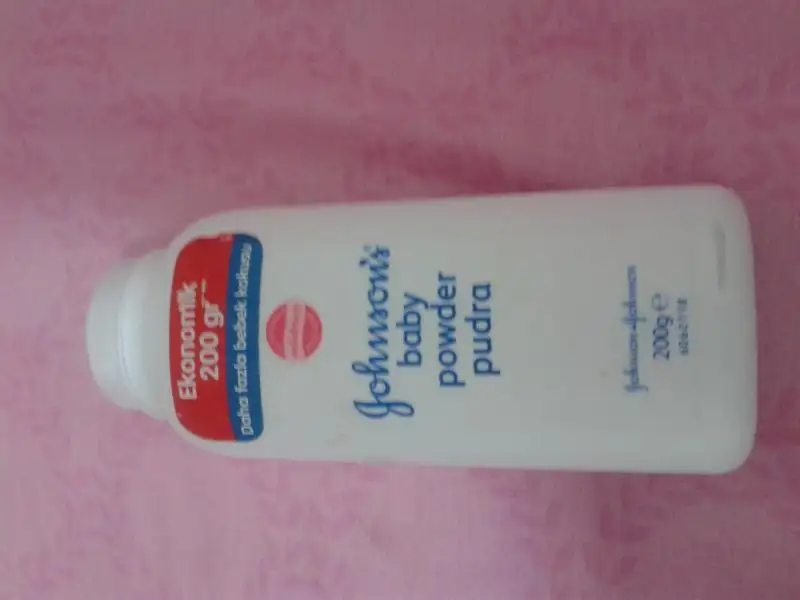 Ekonomik
200 gr
Daha fazla bebek kokusu
Johnson's®
baby
powder
pudra
Johnson & Johnson
200g e